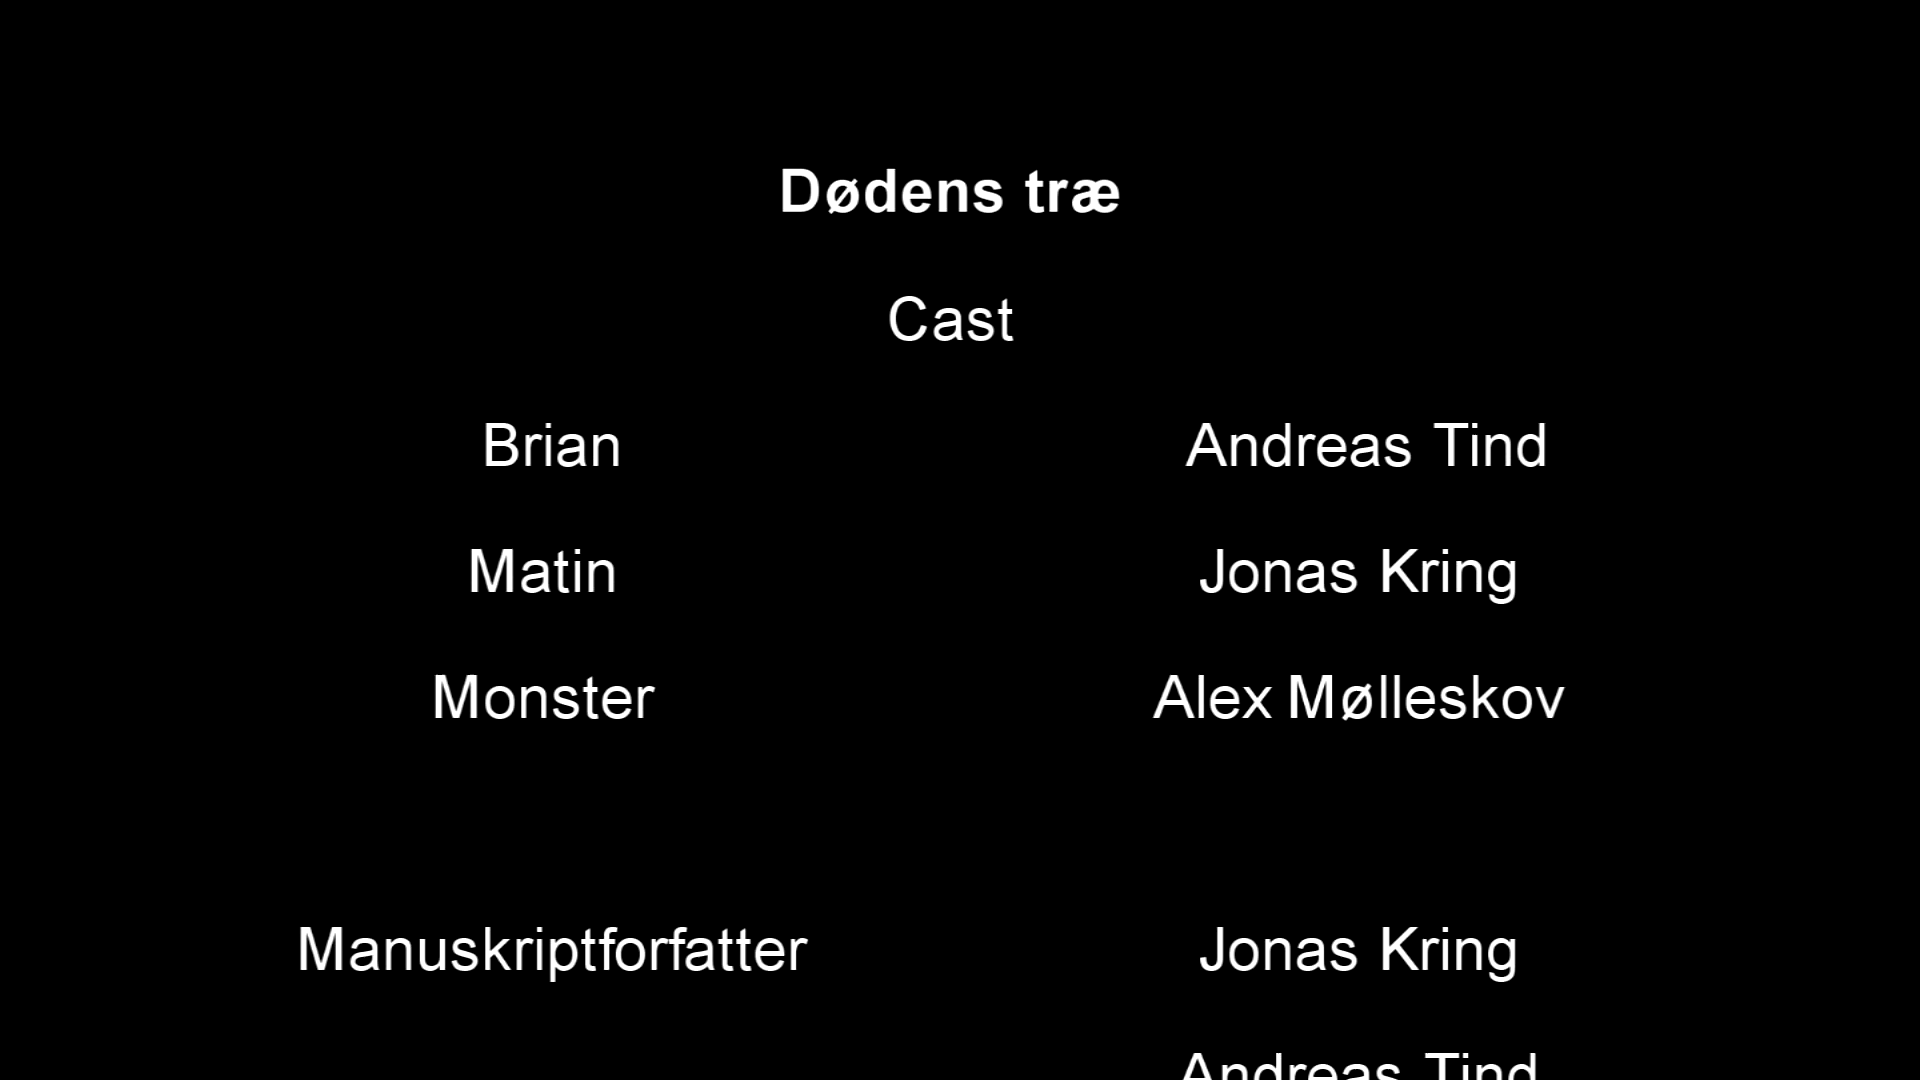 Dødens træ
Cast
Brian Andreas Tind
Matin Jonas Kring
Monster Alex Mølleskov
Manuskriptforfatter Jonas Kring
Andreas Tind